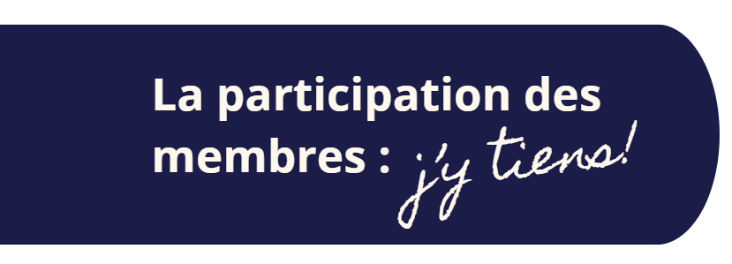 La participation des
membres : j'y tiens!